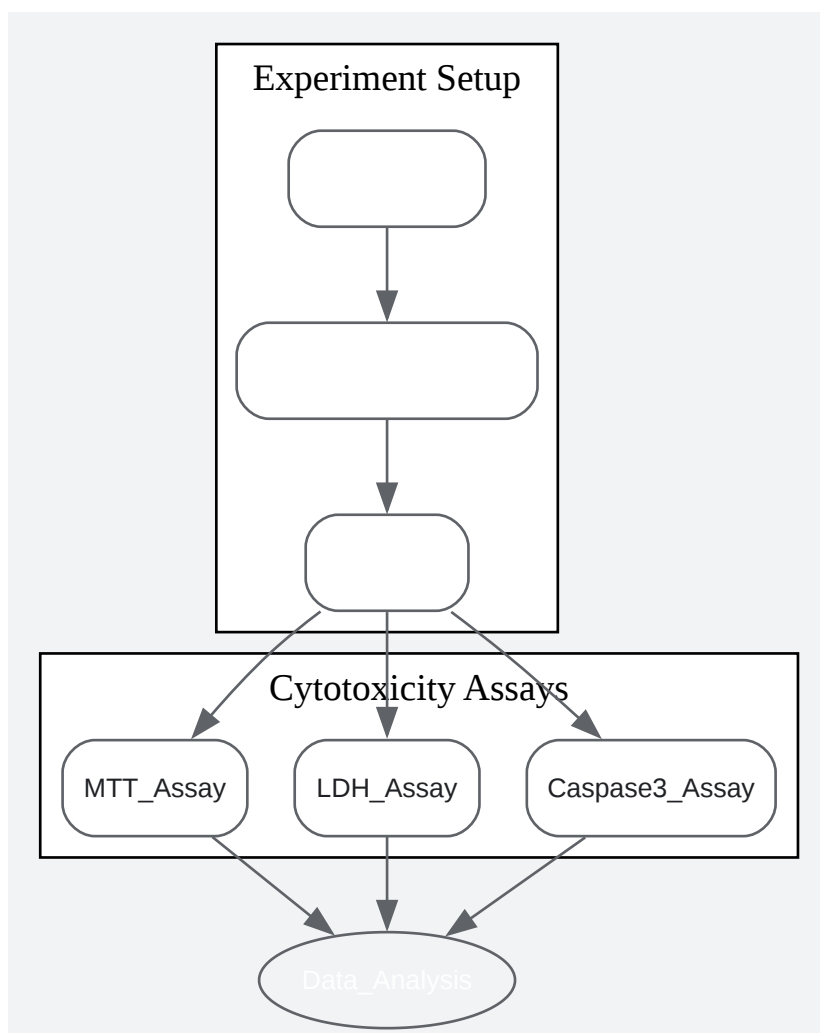 Experiment Setup
Cytotoxicity Assays
MTT_Assay
LDH_Assay
Caspase3_Assay
Data_Analysis